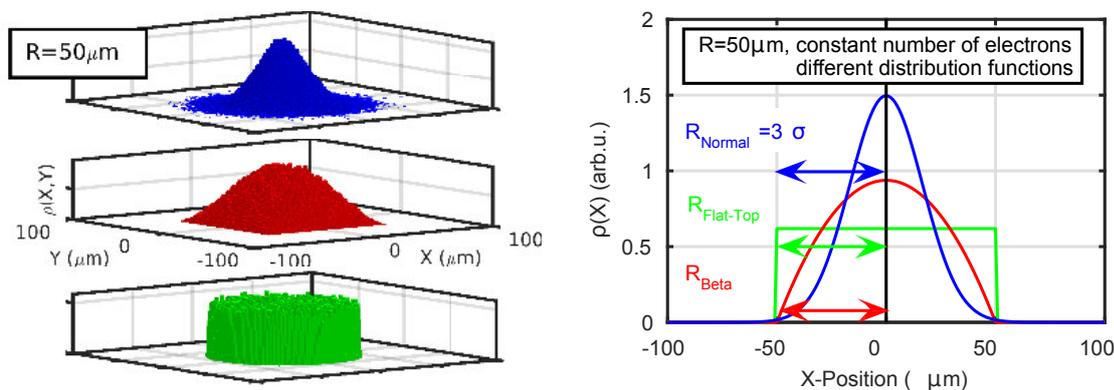 R=50μm
ρ(X,Y)
100
Y (μm)
0
-100
-100
0
X (μm)
100
2
1.5
1
0.5
0
ρ(X) (arb.u.)
R=50μm, constant number of electrons
different distribution functions
R_Normal =3 σ
R_Flat-Top
R_Beta
-100
-50
0
50
100
X-Position ( μm)